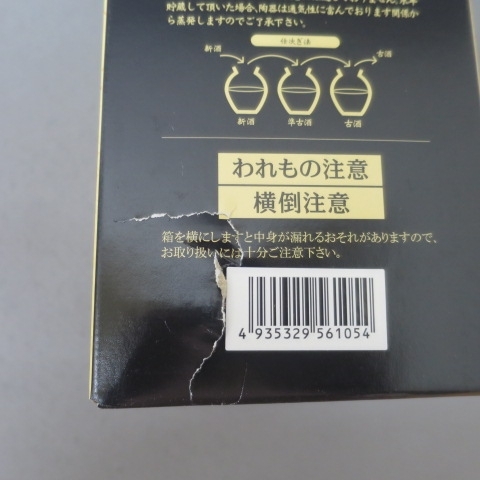 貯蔵して頂いた場合、陶器は通気性に富んでおります関係か
ら蒸発しますのでご了承下さい。
仕次ぎ法
新酒
古酒
新酒 準古酒 古酒
われもの注意
横倒注意
箱を横にしますと中身が漏れるおそれがありますので、
お取り扱いには十分ご注意下さい。
4 935329 561054